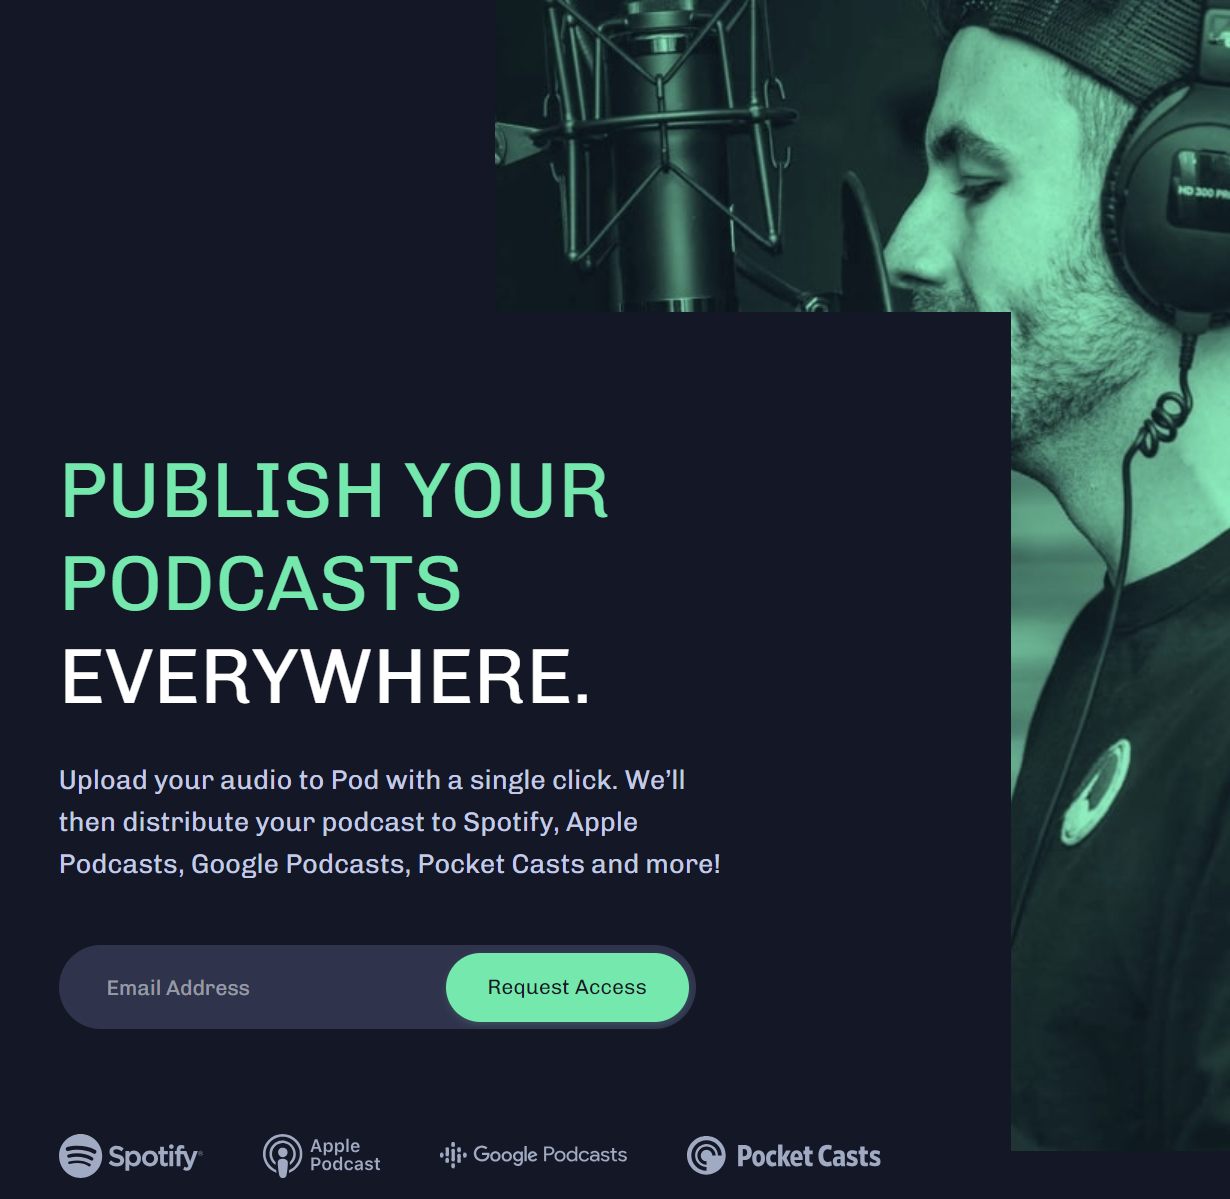 HD 300 PR
PUBLISH YOUR
PODCASTS
EVERYWHERE.
Upload your audio to Pod with a single click. We’ll
then distribute your podcast to Spotify, Apple
Podcasts, Google Podcasts, Pocket Casts and more!
Email Address
Request Access
Spotify
Apple
Podcast
Google Podcasts
Pocket Casts